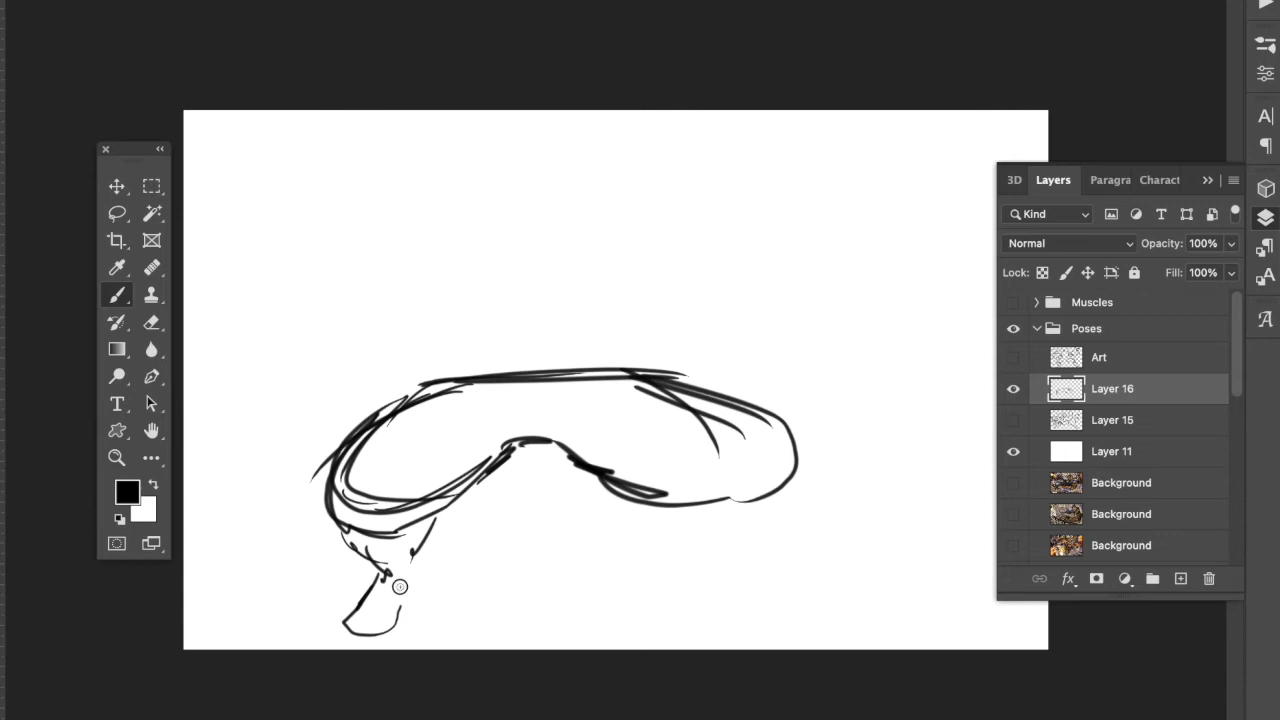 3D Layers Paragra Charact
Kind
Normal Opacity: 100%
Lock: Fill: 100%
Muscles
Poses
Art
Layer 16
Layer 15
Layer 11
Background
Background
Background
fx